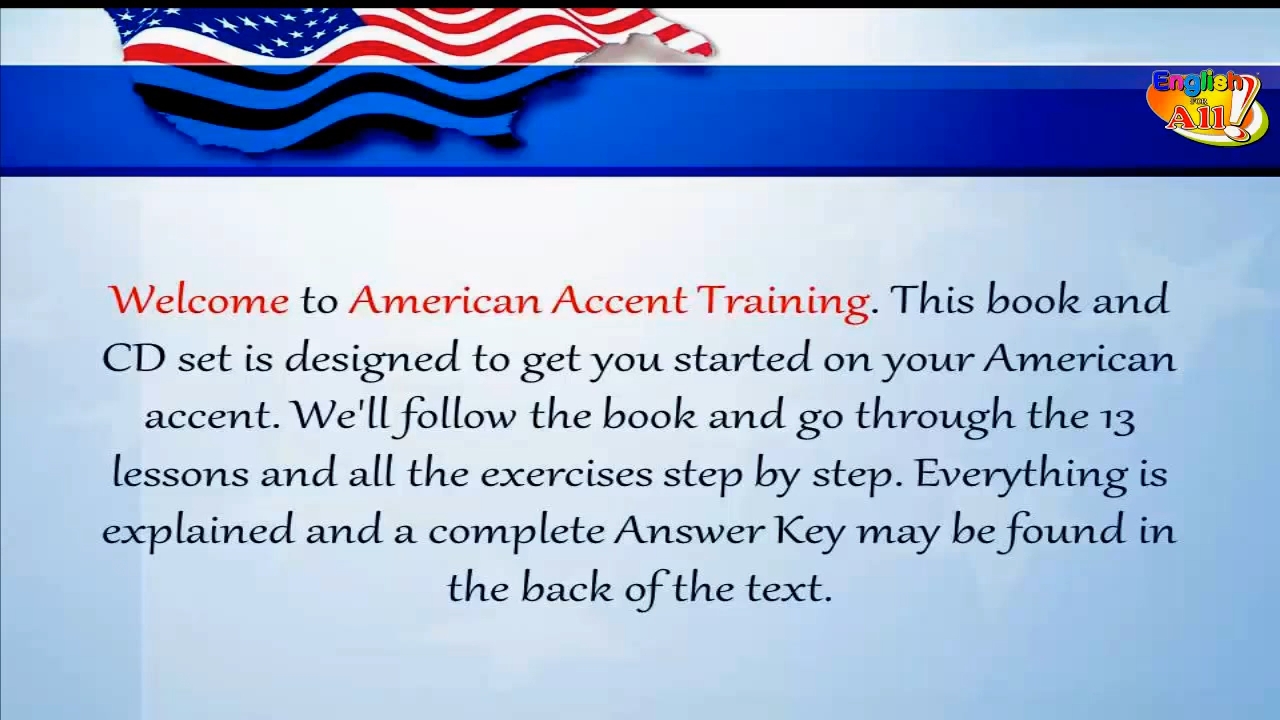 English
FOR
All!
Welcome to American Accent Training. This book and
CD set is designed to get you started on your American
accent. We'll follow the book and go through the 13
lessons and all the exercises step by step. Everything is
explained and a complete Answer Key may be found in
the back of the text.